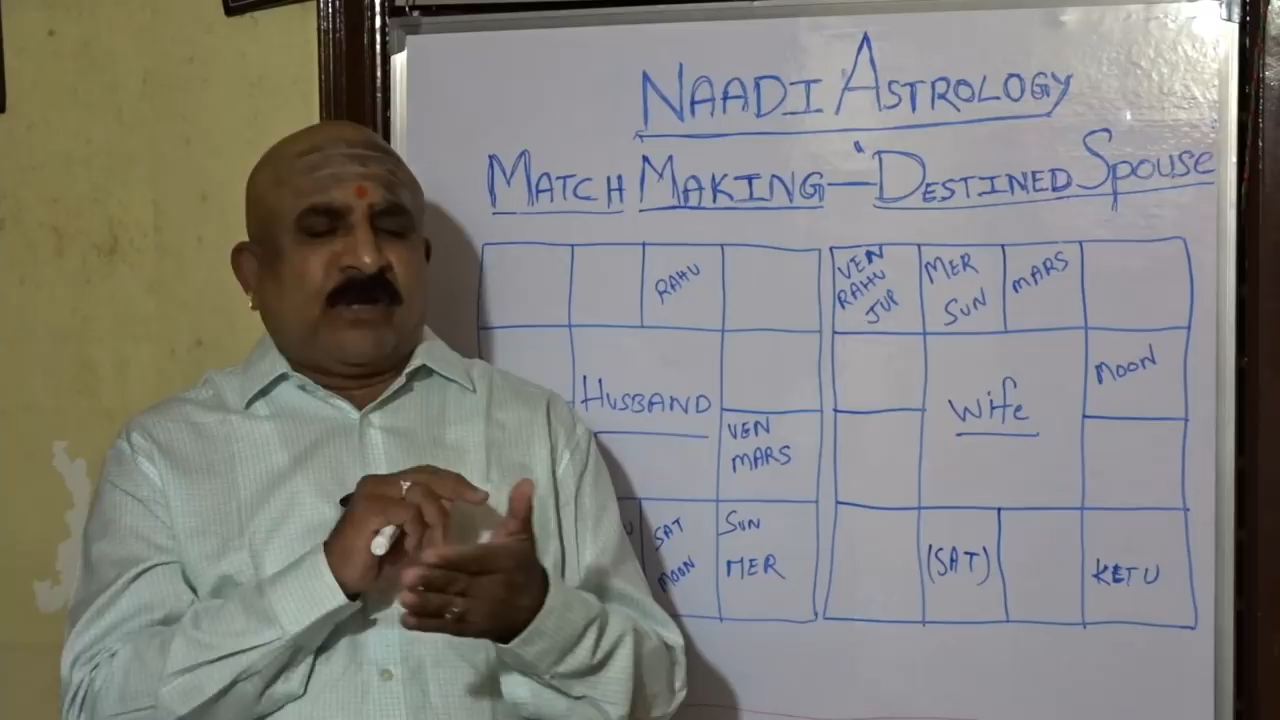 NAADI ASTROLOGY
MATCH MAKING — "DESTINED SPOUSE
RAHU
HUSBAND
VEN
MARS
SAT
MOON
SUN
MER
VEN
RAHU
JUP
MER
SUN
MARS
MOON
Wife
(SAT)
KETU